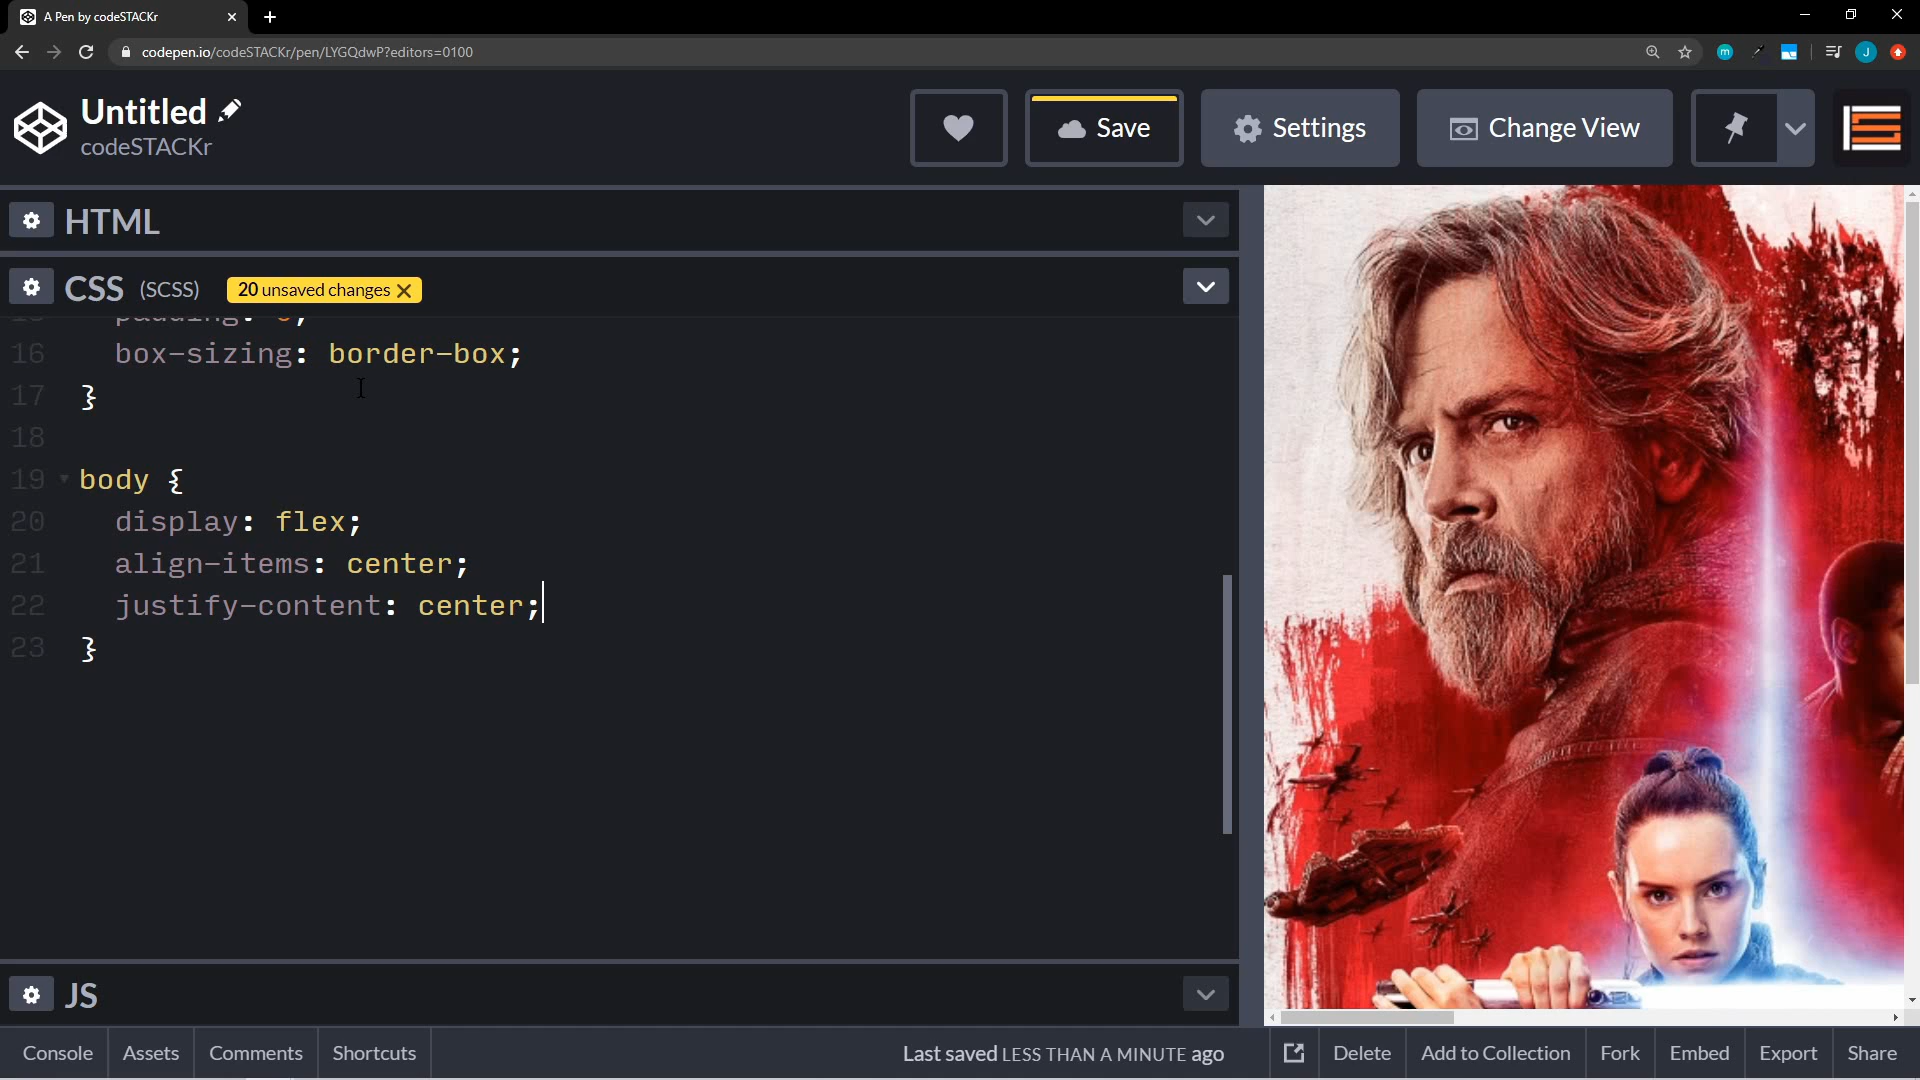 A Pen by codeSTACKr
codepen.io/codeSTACKr/pen/LYGQdwP?editors=0100
m
J
Untitled
codeSTACKr
Save
Settings
Change View
HTML
CSS (SCSS) 20 unsaved changes
padding: 0;
16 box-sizing: border-box;
17 }
18
19 body {
20 display: flex;
21 align-items: center;
22 justify-content: center;
23 }
JS
Console Assets Comments Shortcuts Last saved LESS THAN A MINUTE ago Delete Add to Collection Fork Embed Export Share